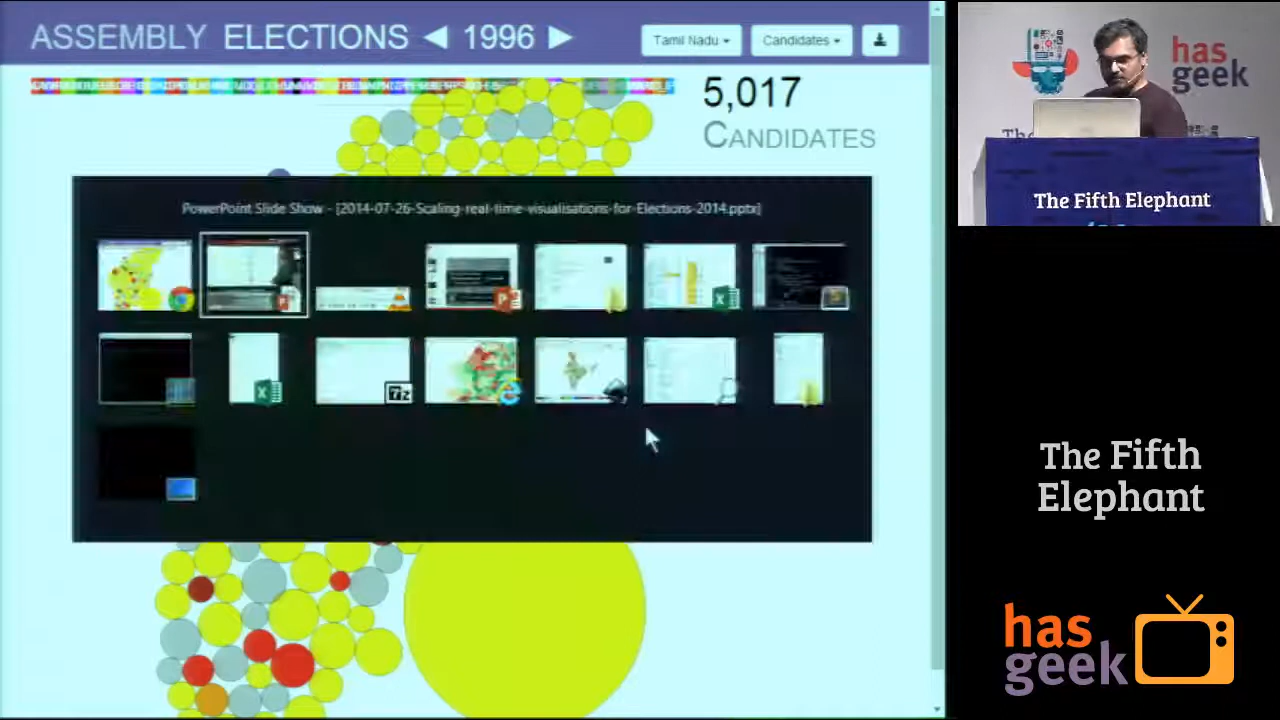 ASSEMBLY ELECTIONS ◀ 1996 ▶
Tamil Nadu
Candidates
5,017
CANDIDATES
PowerPoint Slide Show - [2014-07-26-Scaling-real-time-visualisations-for-Elections-2014.pptx]
7z
has
geek
The Fifth Elephant
The Fifth
Elephant
has
geek